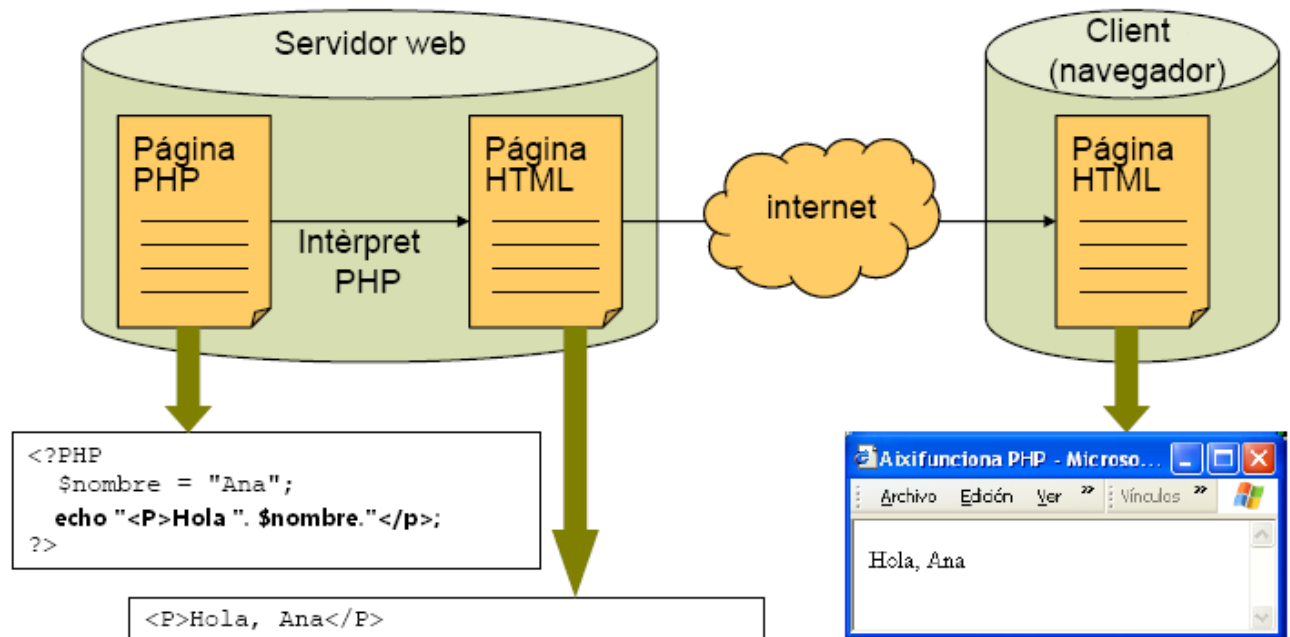 Servidor web
Client
(navegador)
Página
PHP
Intèrpret
PHP
Página
HTML
internet
Página
HTML
<?PHP
$nombre = "Ana";
echo "<P>Hola ". $nombre."</p>;
?>
<P>Hola, Ana</P>
Aixifunciona PHP - Microso...
Archivo Edición Ver » Vínculos »
Hola, Ana